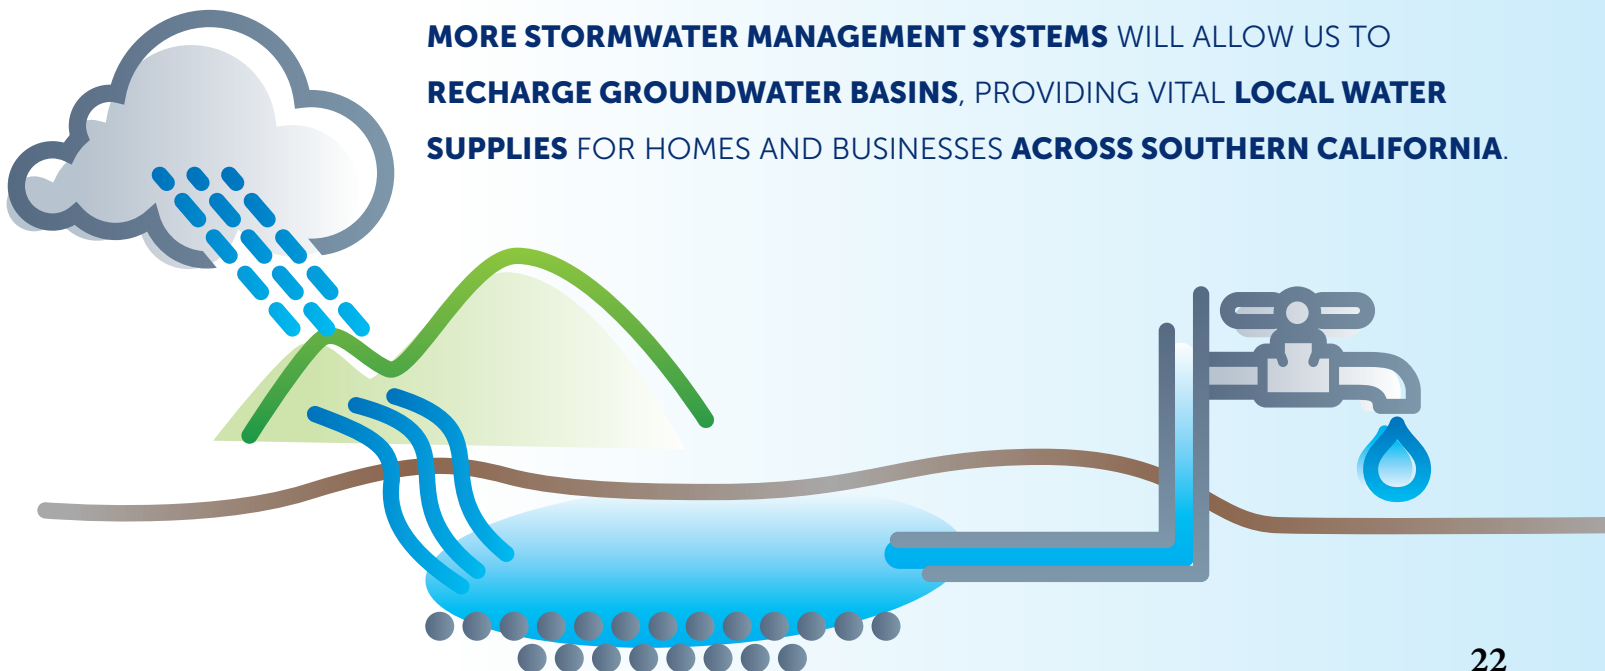 MORE STORMWATER MANAGEMENT SYSTEMS WILL ALLOW US TO
RECHARGE GROUNDWATER BASINS, PROVIDING VITAL LOCAL WATER
SUPPLIES FOR HOMES AND BUSINESSES ACROSS SOUTHERN CALIFORNIA.
22